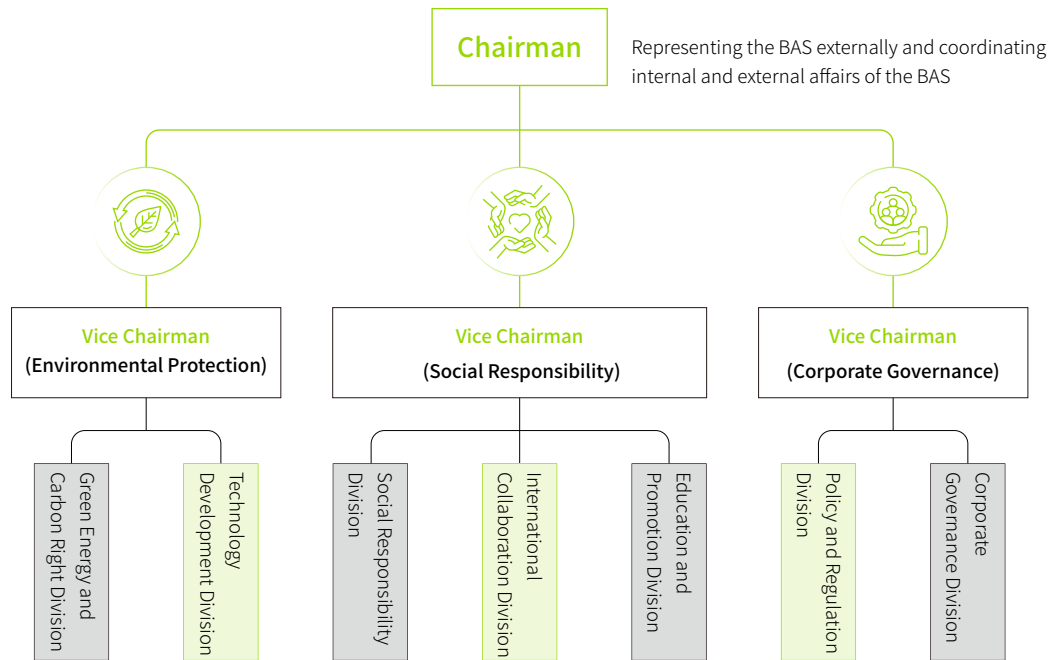 Chairman
Representing the BAS externally and coordinating
internal and external affairs of the BAS
Vice Chairman
(Environmental Protection)
Vice Chairman
(Social Responsibility)
Vice Chairman
(Corporate Governance)
Green Energy and
Carbon Right Division
Technology
Development Division
Social Responsibility
Division
International
Collaboration Division
Education and
Promotion Division
Policy and Regulation
Division
Corporate
Governance Division